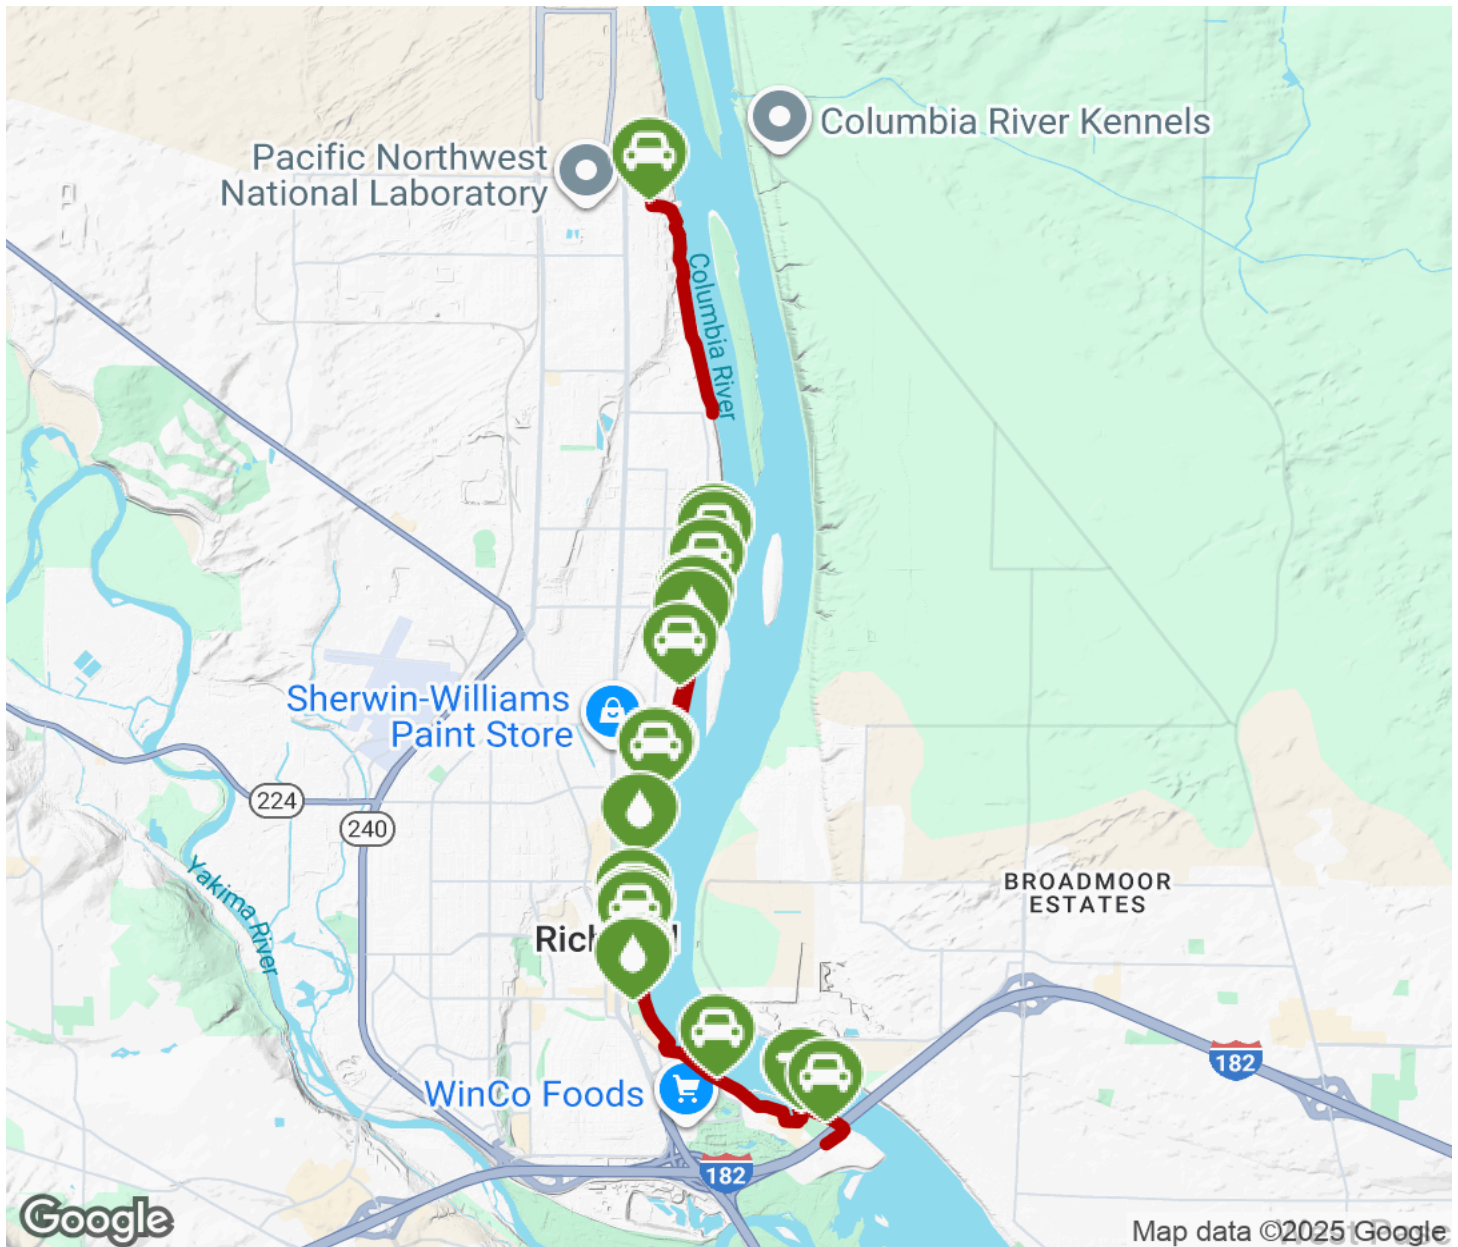 Columbia River Kennels
Pacific Northwest
National Laboratory
Columbia River
Sherwin-Williams
Paint Store
224
240
Yakima River
BROADMOOR
ESTATES
182
WinCo Foods
182
Google
Map data ©2025 Google